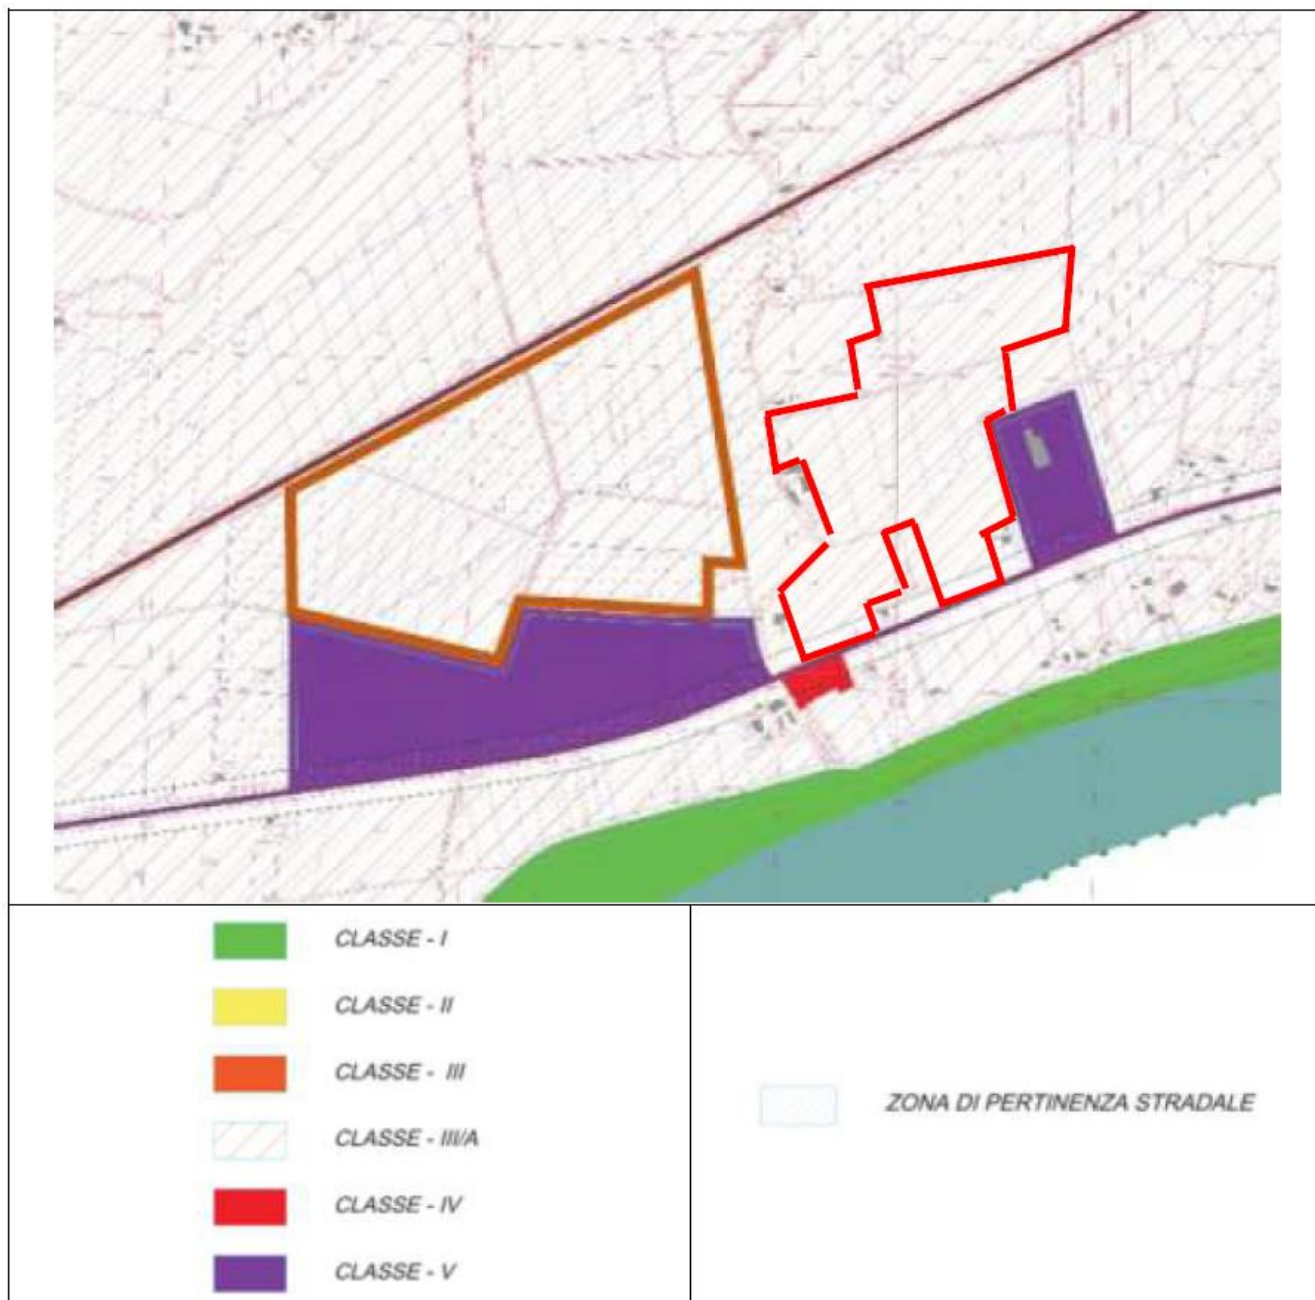 CLASSE - I
CLASSE - II
CLASSE - III
CLASSE - III/A
CLASSE - IV
CLASSE - V
ZONA DI PERTINENZA STRADALE